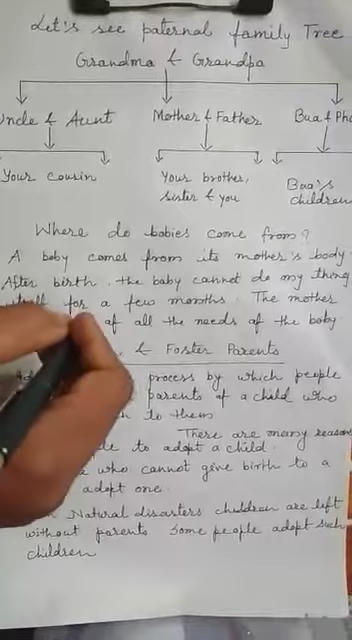 Let's see paternal family Tree
Grandma & Grandpa
Uncle & Aunt Mother & Father Bua &
Your cousin Your brother, Bua's
sister & you children
Where do babies come from?
A baby comes from its mother's body
After birth, the baby cannot do any thing
itself for a few months. The mother
of all the needs of the baby
& Foster Parents
process by which people
parents of a child who
to them
There are many reasons
to adopt a child.
who cannot give birth to a
adopt one.
Natural disasters children are left
without parents some people adopt such
children